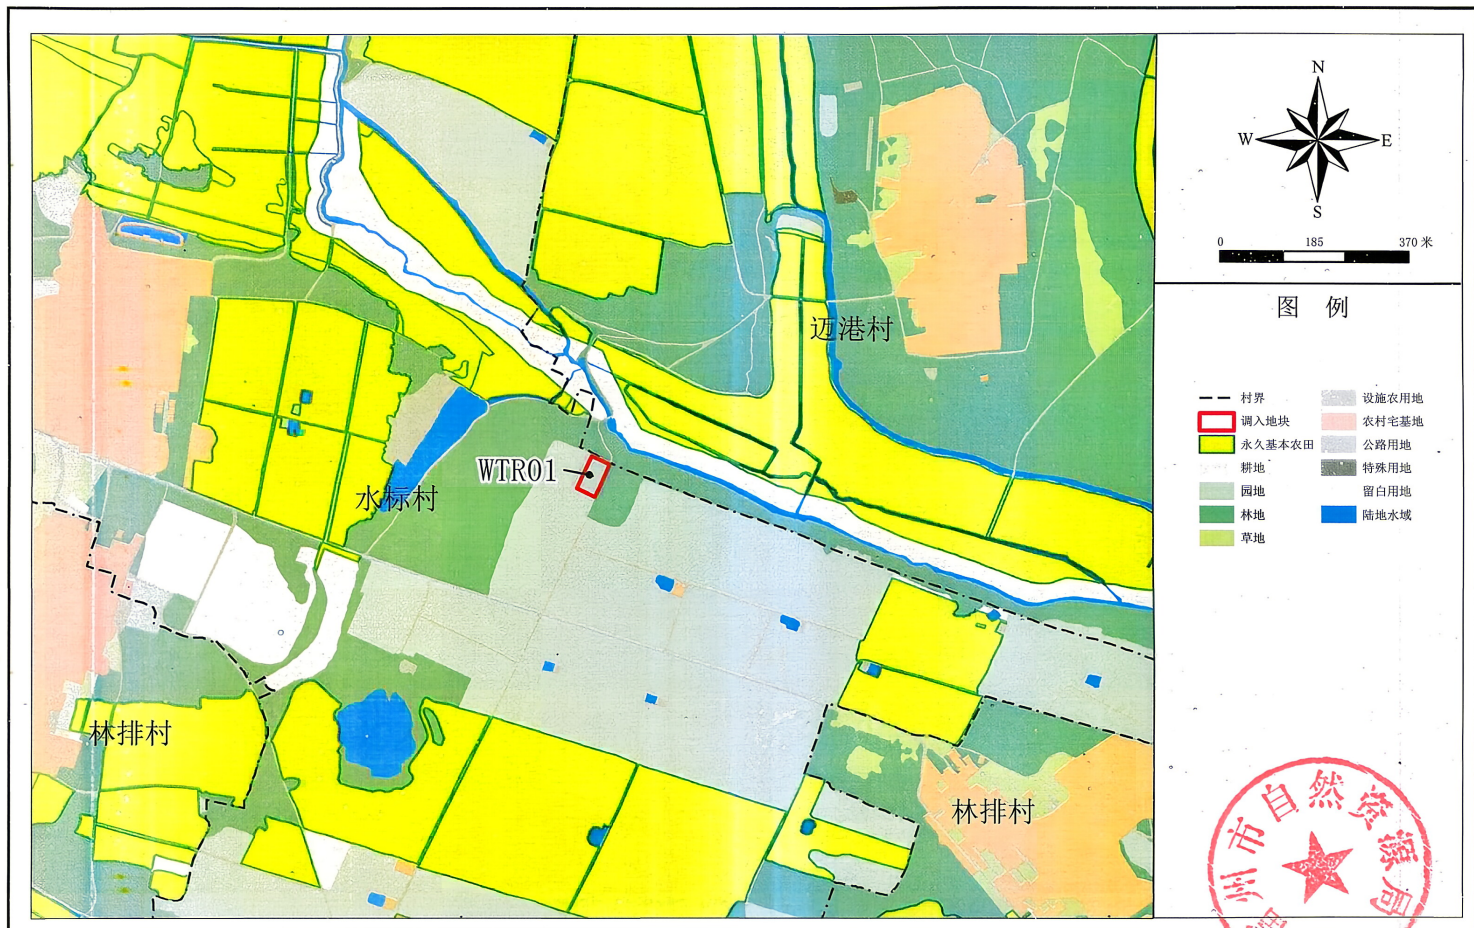 N
W
E
S
0 185 370 米
图 例
村界
调入地块
永久基本农田
耕地
园地
林地
草地
设施农用地
农村宅基地
公路用地
特殊用地
留白用地
陆地水域
迈港村
WTR01
水标村
林排村
林排村
州市自然资源局